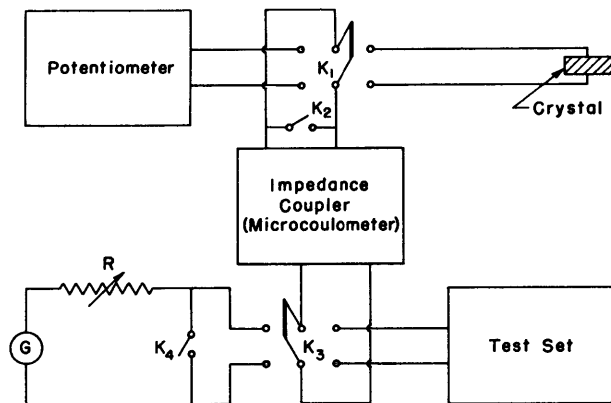 Potentiometer
K1
Crystal
K2
Impedance
Coupler
(Microcoulometer)
R
G
K4
K3
Test Set